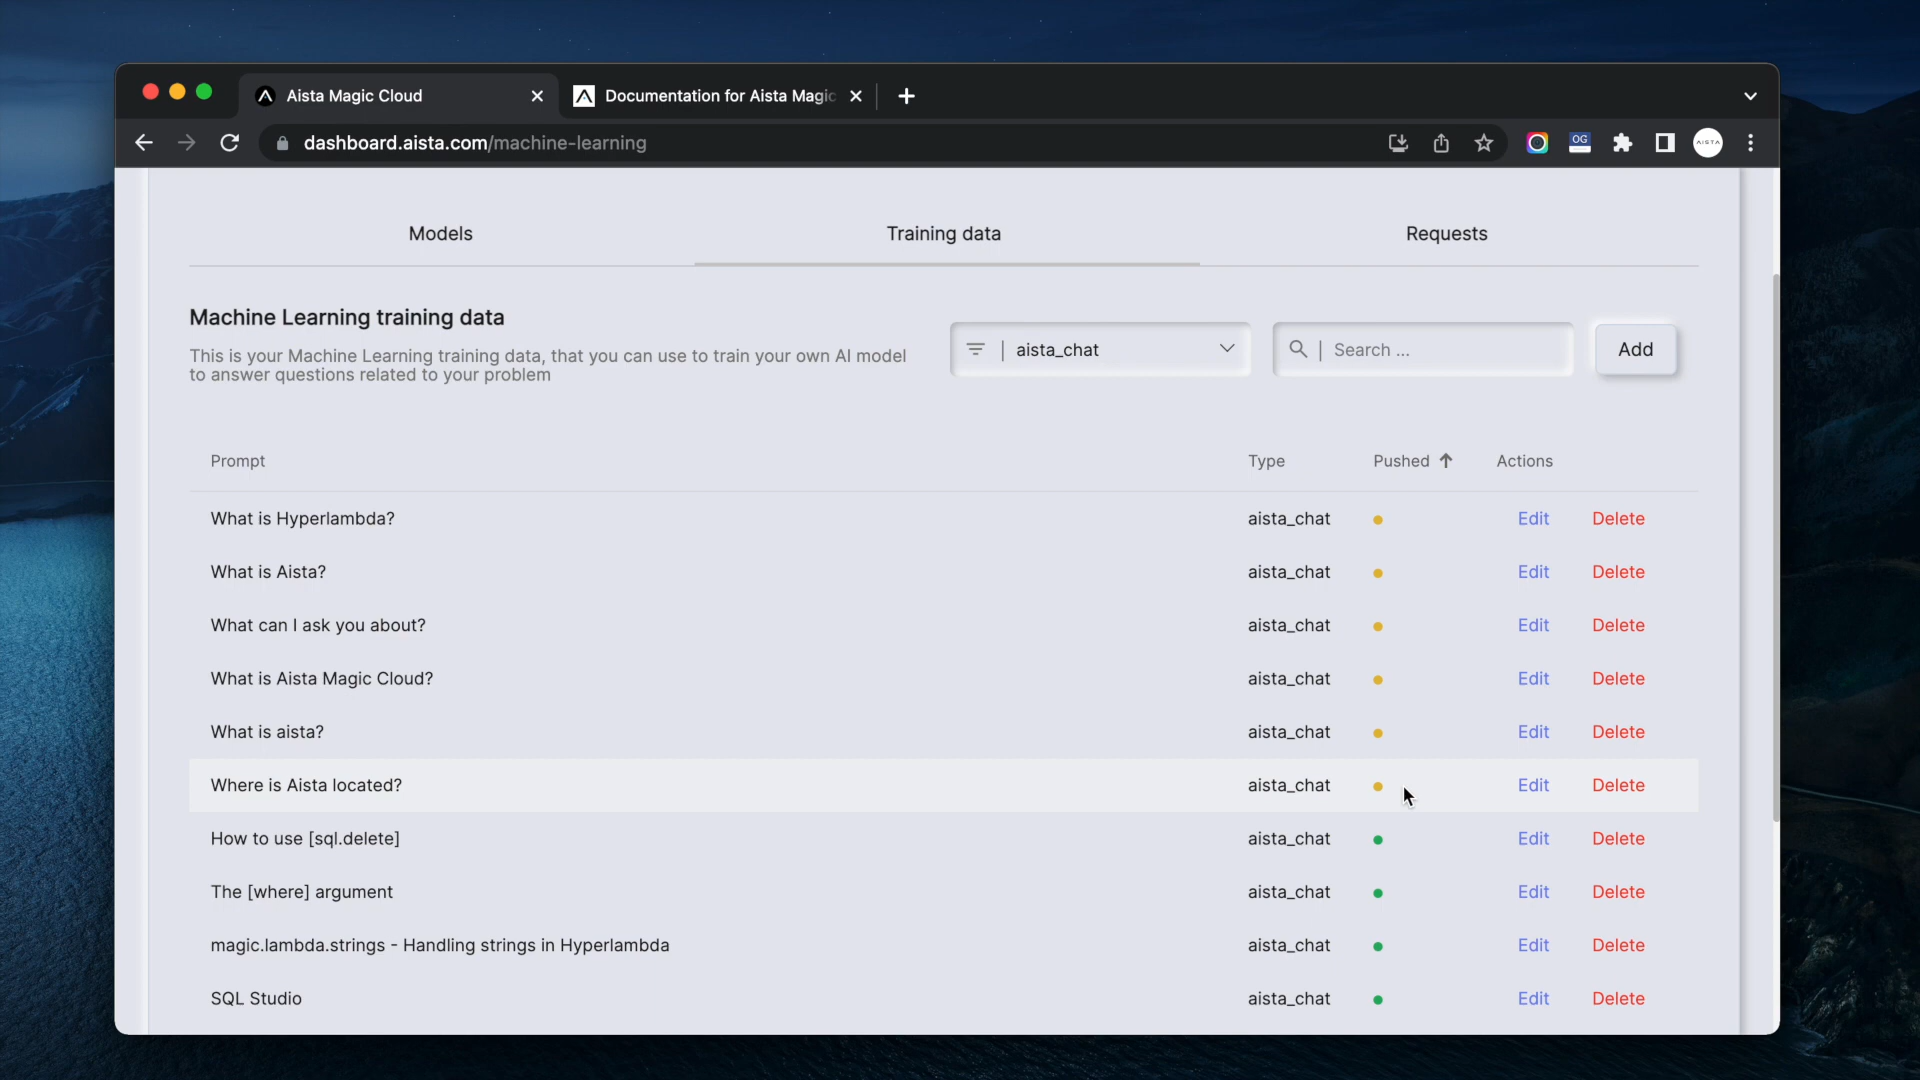 Aista Magic Cloud
Documentation for Aista Magic
dashboard.aista.com/machine-learning
OG
AISTA
Models
Training data
Requests
Machine Learning training data
This is your Machine Learning training data, that you can use to train your own AI model
to answer questions related to your problem
aista_chat
Search ...
Add
Prompt Type Pushed Actions
What is Hyperlambda? aista_chat Edit Delete
What is Aista? aista_chat Edit Delete
What can I ask you about? aista_chat Edit Delete
What is Aista Magic Cloud? aista_chat Edit Delete
What is aista? aista_chat Edit Delete
Where is Aista located? aista_chat Edit Delete
How to use [sql.delete] aista_chat Edit Delete
The [where] argument aista_chat Edit Delete
magic.lambda.strings - Handling strings in Hyperlambda aista_chat Edit Delete
SQL Studio aista_chat Edit Delete